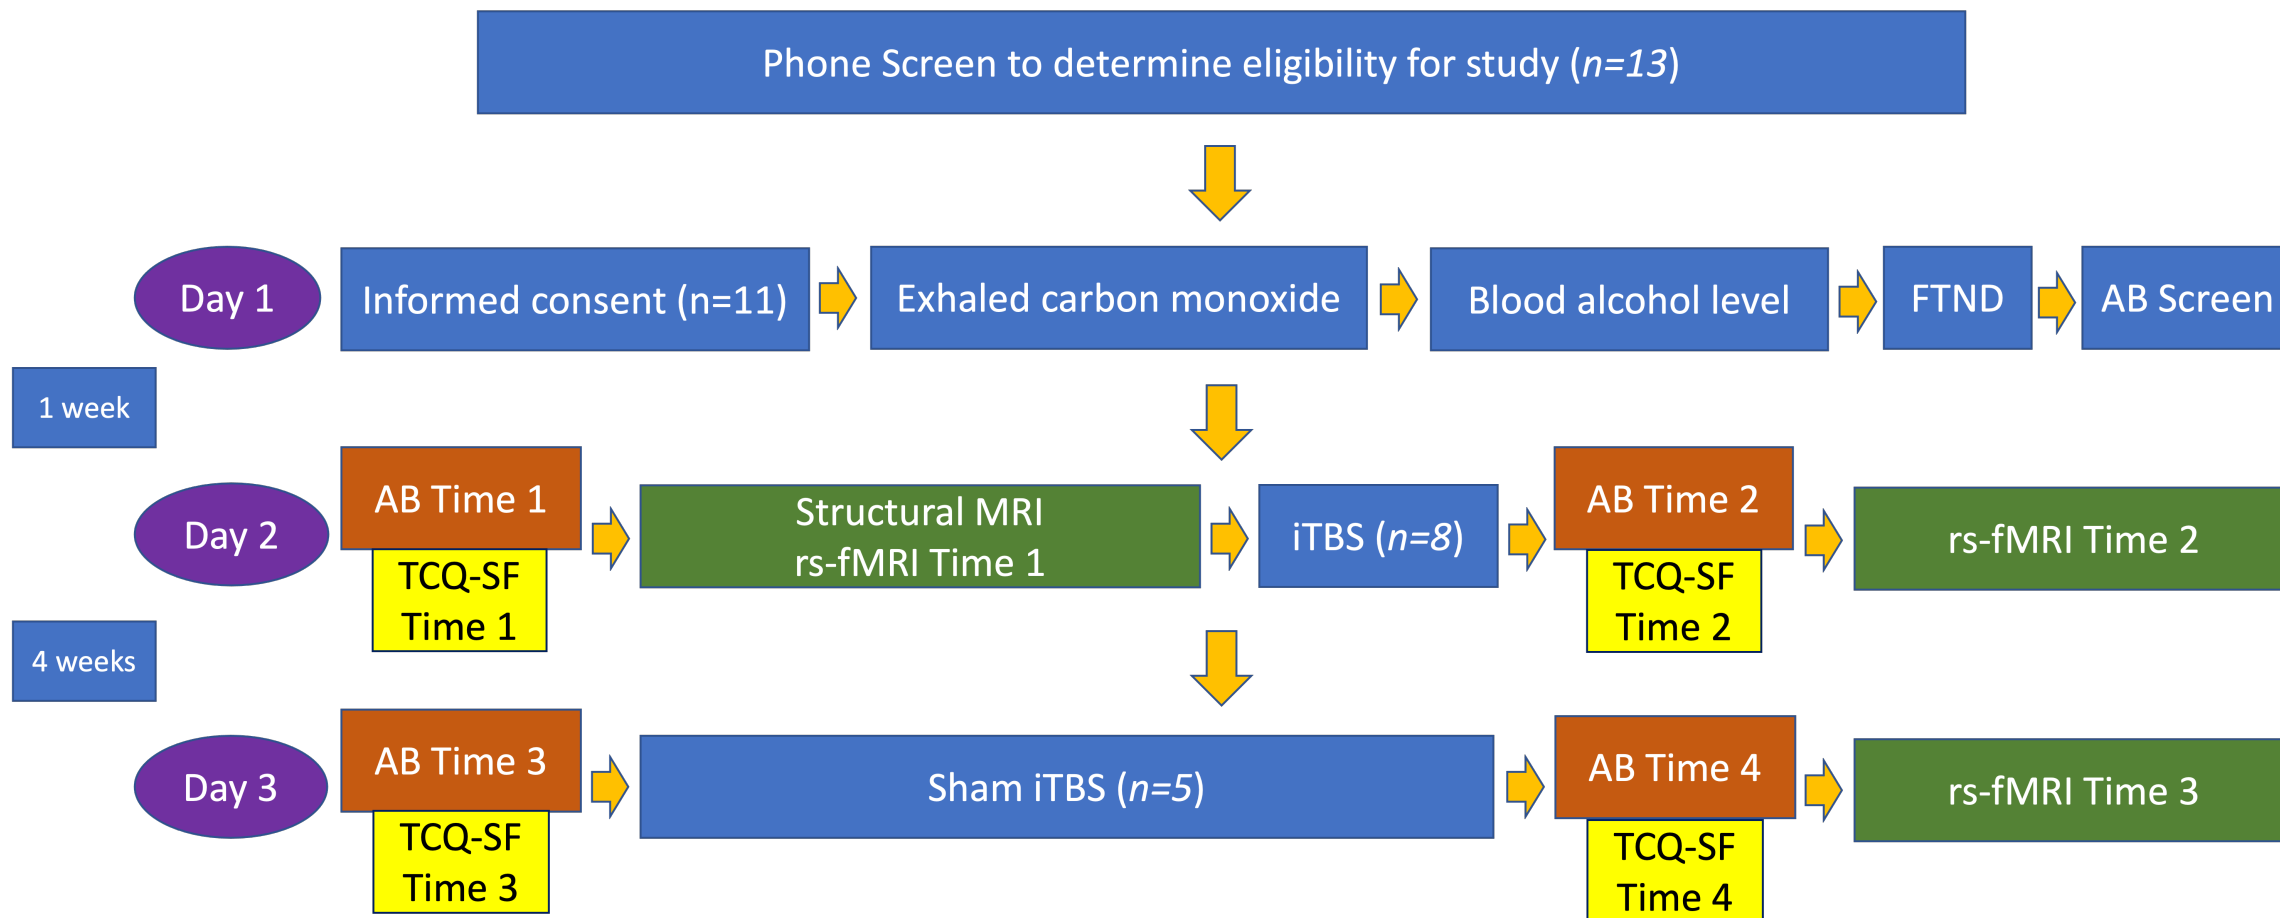 Phone Screen to determine eligibility for study (n=13)
Day 1
Informed consent (n=11)
Exhaled carbon monoxide
Blood alcohol level
FTND
AB Screen
1 week
Day 2
AB Time 1
TCQ-SF
Time 1
Structural MRI
rs-fMRI Time 1
iTBS (n=8)
AB Time 2
TCQ-SF
Time 2
rs-fMRI Time 2
4 weeks
Day 3
AB Time 3
TCQ-SF
Time 3
Sham iTBS (n=5)
AB Time 4
TCQ-SF
Time 4
rs-fMRI Time 3